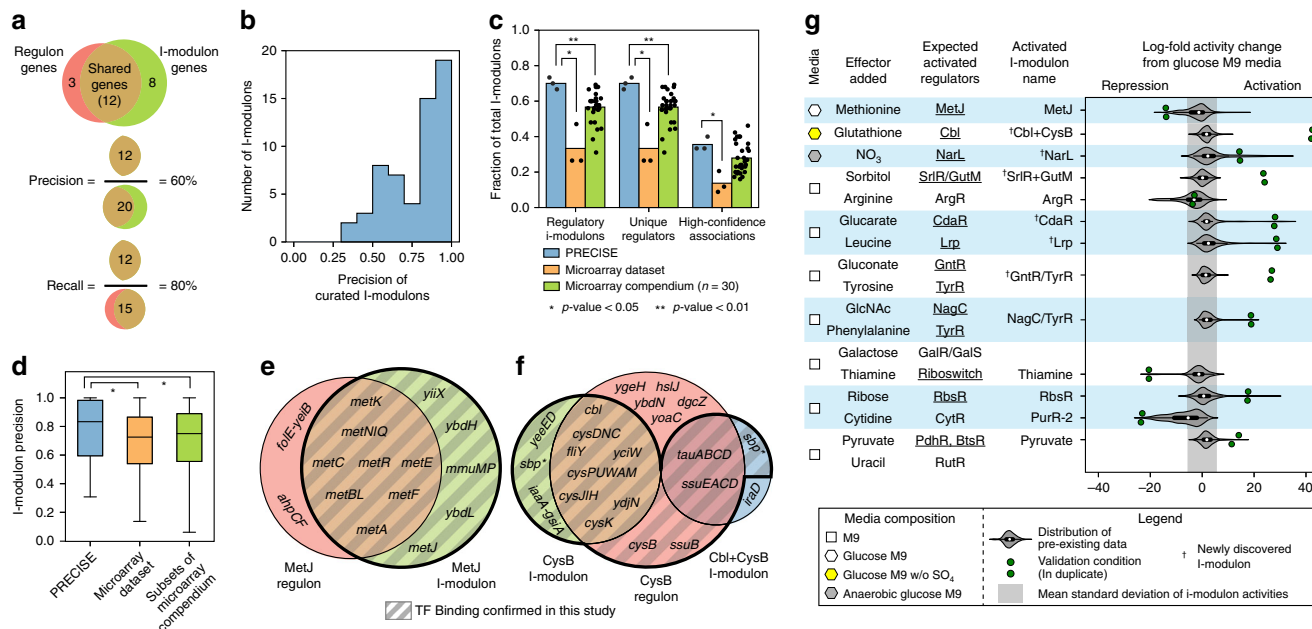 a
Regulon
genes
I-modulon
genes
3
Shared
genes
(12)
8
12
Precision =
= 60%
20
12
Recall =
= 80%
15
b
Number of I-modulons
20
15
10
5
0
0.00
0.25
0.50
0.75
1.00
Precision of
curated I-modulons
c
Fraction of total I-modulons
1.0
0.8
0.6
0.4
0.2
0.0
**
*
**
*
*
Regulatory
i-modulons
Unique
regulators
High-confidence
associations
PRECISE
Microarray dataset
Microarray compendium (n = 30)
* p-value < 0.05 ** p-value < 0.01
d
I-modulon precision
1.0
0.8
0.6
0.4
0.2
0.0
*
*
PRECISE
Microarray
dataset
Subsets of
microarray
compendium
e
folE-yeiB
ahpCF
metK
metNIQ
metC metR metE
metBL metF
metA
yiiX
ybdH
mmuMP
ybdL
metJ
MetJ
regulon
MetJ
I-modulon
TF Binding confirmed in this study
f
ygeH hslJ
ybdN dgcZ
yoaC
yeeED
sbp*
iaaA-gsiA
cbl
cysDNC
fliY yciW
cysPUWAM
cysJIH
ydjN
cysK
tauABCD
ssuEACD
sbp*
iraD
cysB ssuB
CysB
I-modulon
CysB
regulon
Cbl+CysB
I-modulon
g
Media
Effector
added
Expected
activated
regulators
Activated
I-modulon
name
Log-fold activity change
from glucose M9 media
Repression
Activation
Methionine MetJ MetJ
Glutathione Cbl †Cbl+CysB
NO3 NarL †NarL
Sorbitol SrlR/GutM †SrlR+GutM
Arginine ArgR ArgR
Glucarate CdaR †CdaR
Leucine Lrp †Lrp
Gluconate GntR
†GntR/TyrR
Tyrosine TyrR
GlcNAc NagC
NagC/TyrR
Phenylalanine TyrR
Galactose GalR/GalS
Thiamine Riboswitch Thiamine
Ribose RbsR RbsR
Cytidine CytR PurR-2
Pyruvate PdhR, BtsR Pyruvate
Uracil RutR
−40
−20
0
20
40
Media composition
M9
Glucose M9
Glucose M9 w/o SO4
Anaerobic glucose M9
Legend
Distribution of
pre-existing data
Validation condition
(In duplicate)
† Newly discovered
I-modulon
Mean standard deviation of i-modulon activities